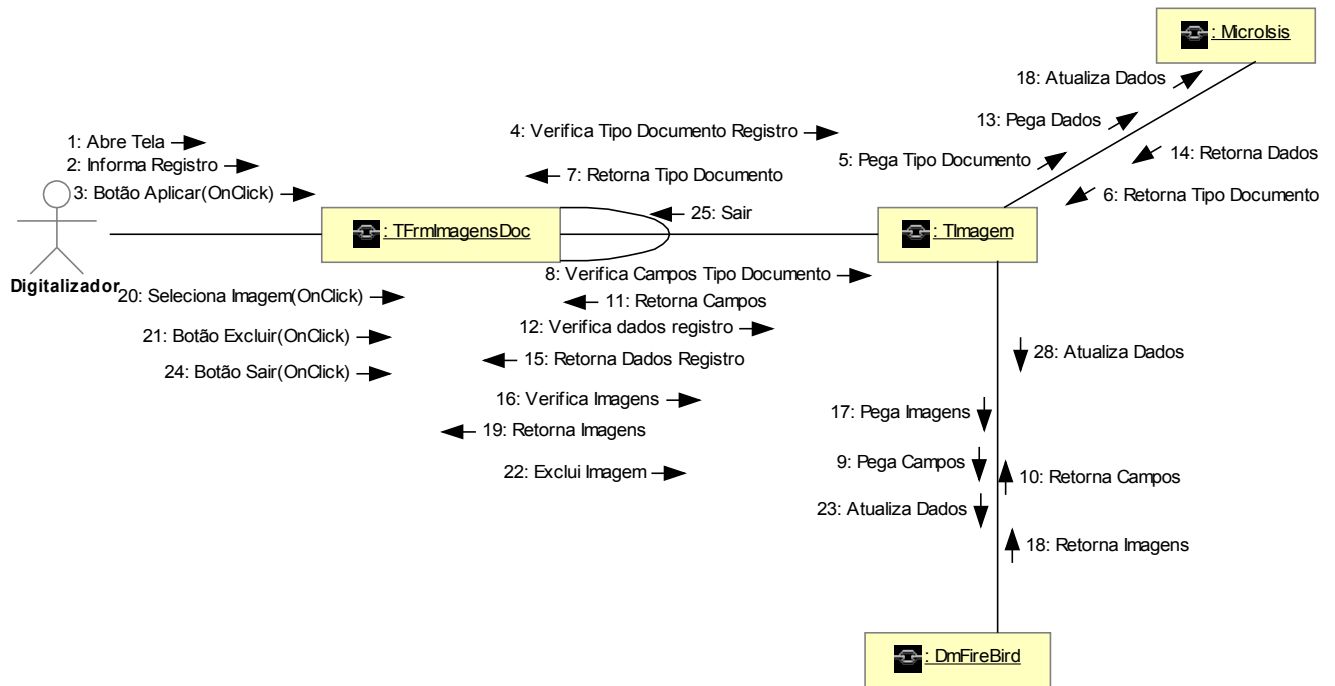 : MicroIsis
18: Atualiza Dados
13: Pega Dados
4: Verifica Tipo Documento Registro
1: Abre Tela
14: Retorna Dados
5: Pega Tipo Documento
2: Informa Registro
7: Retorna Tipo Documento
3: Botão Aplicar(OnClick)
6: Retorna Tipo Documento
25: Sair
: TFrmImagensDoc
: TImagem
8: Verifica Campos Tipo Documento
Digitalizador
20: Seleciona Imagem(OnClick)
11: Retorna Campos
12: Verifica dados registro
21: Botão Excluir(OnClick)
28: Atualiza Dados
15: Retorna Dados Registro
24: Botão Sair(OnClick)
16: Verifica Imagens
17: Pega Imagens
19: Retorna Imagens
9: Pega Campos
22: Exclui Imagem
10: Retorna Campos
23: Atualiza Dados
18: Retorna Imagens
: DmFireBird